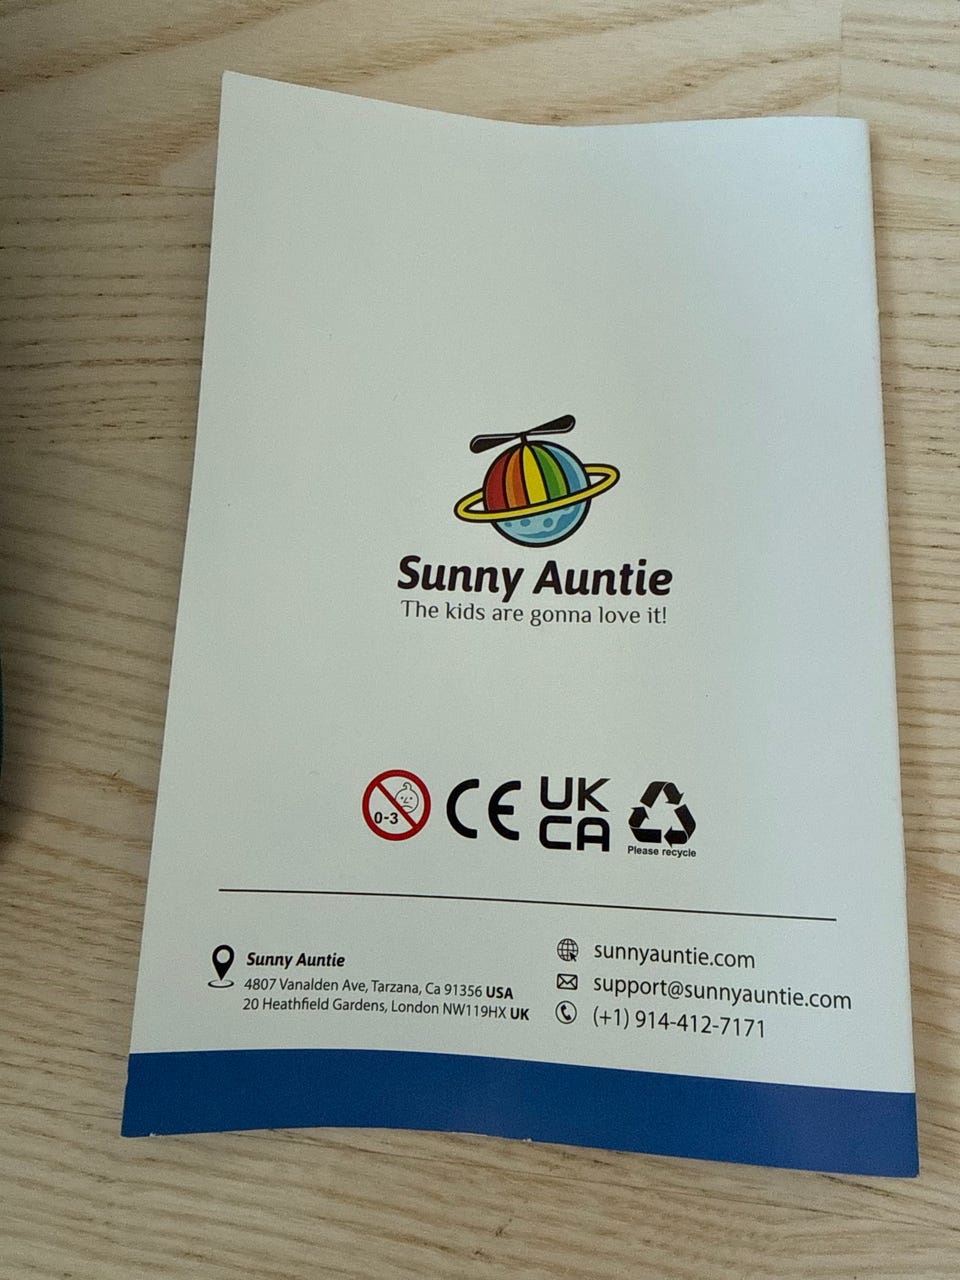 Sunny Auntie
The kids are gonna love it!
0-3
CE
UK
CA
Please recycle
Sunny Auntie
4807 Vanalden Ave, Tarzana, Ca 91356 USA
20 Heathfield Gardens, London NW119HX UK
sunnyauntie.com
support@sunnyauntie.com
(+1) 914-412-7171